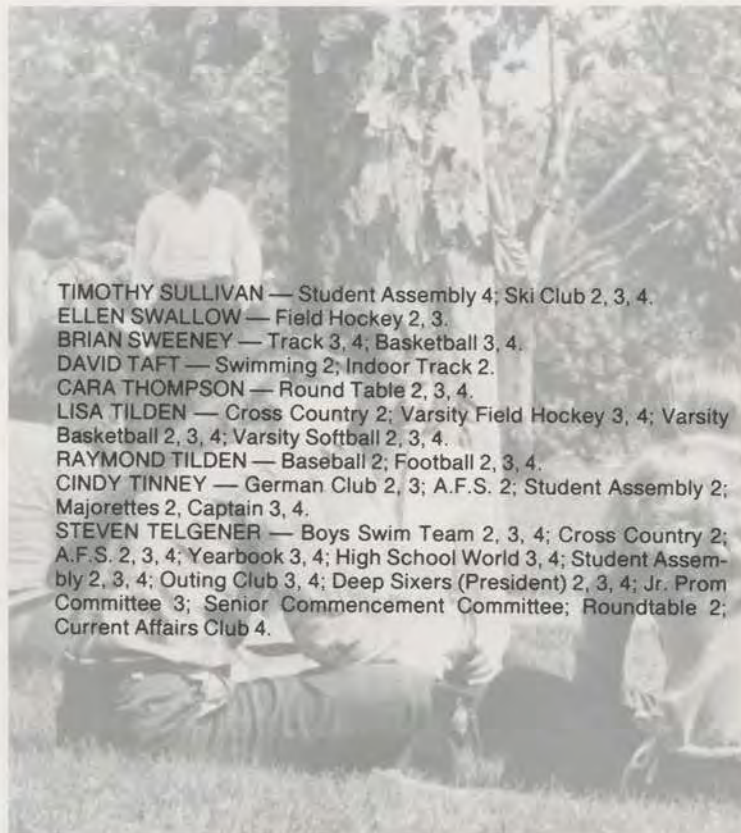 TIMOTHY SULLIVAN — Student Assembly 4; Ski Club 2, 3, 4.
ELLEN SWALLOW — Field Hockey 2, 3.
BRIAN SWEENEY — Track 3, 4; Basketball 3, 4.
DAVID TAFT — Swimming 2; Indoor Track 2.
CARA THOMPSON — Round Table 2, 3, 4.
LISA TILDEN — Cross Country 2; Varsity Field Hockey 3, 4; Varsity
Basketball 2, 3, 4; Varsity Softball 2, 3, 4.
RAYMOND TILDEN — Baseball 2; Football 2, 3, 4.
CINDY TINNEY — German Club 2, 3; A.F.S. 2; Student Assembly 2;
Majorettes 2, Captain 3, 4.
STEVEN TELGENER — Boys Swim Team 2, 3, 4; Cross Country 2;
A.F.S. 2, 3, 4; Yearbook 3, 4; High School World 3, 4; Student Assem-
bly 2, 3, 4; Outing Club 3, 4; Deep Sixers (President) 2, 3, 4; Jr. Prom
Committee 3; Senior Commencement Committee; Roundtable 2;
Current Affairs Club 4.